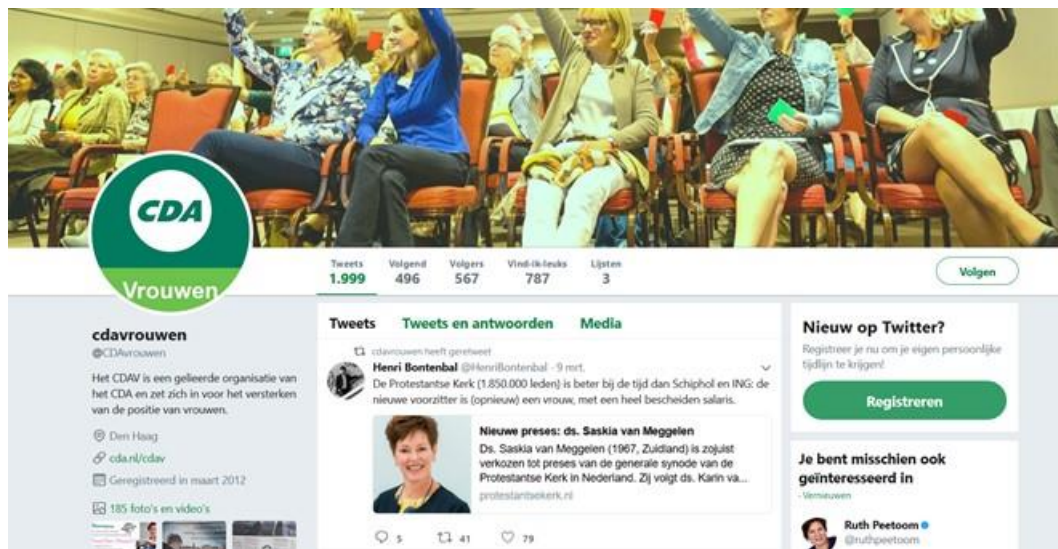 CDA
Vrouwen
Tweets Volgend Volgers Vind-ik-leuks Lijsten
1.999 496 567 787 3
Volgen
cdavrouwen
@CDAvrouwen
Het CDAV is een gelieerde organisatie van
het CDA en zet zich in voor het versterken
van de positie van vrouwen.
Den Haag
cda.nl/cdav
Geregistreerd in maart 2012
185 foto's en video's
Tweets Tweets en antwoorden Media
cdavrouwen heeft geretweet
Henri Bontenbal @HenriBontenbal · 9 mrt.
De Protestantse Kerk (1.850.000 leden) is beter bij de tijd dan Schiphol en ING: de
nieuwe voorzitter is (opnieuw) een vrouw, met een heel bescheiden salaris.
Nieuwe preses: ds. Saskia van Meggelen
Ds. Saskia van Meggelen (1967, Zuidland) is zojuist
verkozen tot preses van de generale synode van de
Protestantse Kerk in Nederland. Zij volgt ds. Karin va...
protestantsekerk.nl
5 41 79
Nieuw op Twitter?
Registreer je nu om je eigen persoonlijke
tijdlijn te krijgen!
Registreren
Je bent misschien ook
geïnteresseerd in
· Vernieuwen
Ruth Peetoom
@ruthpeetoom